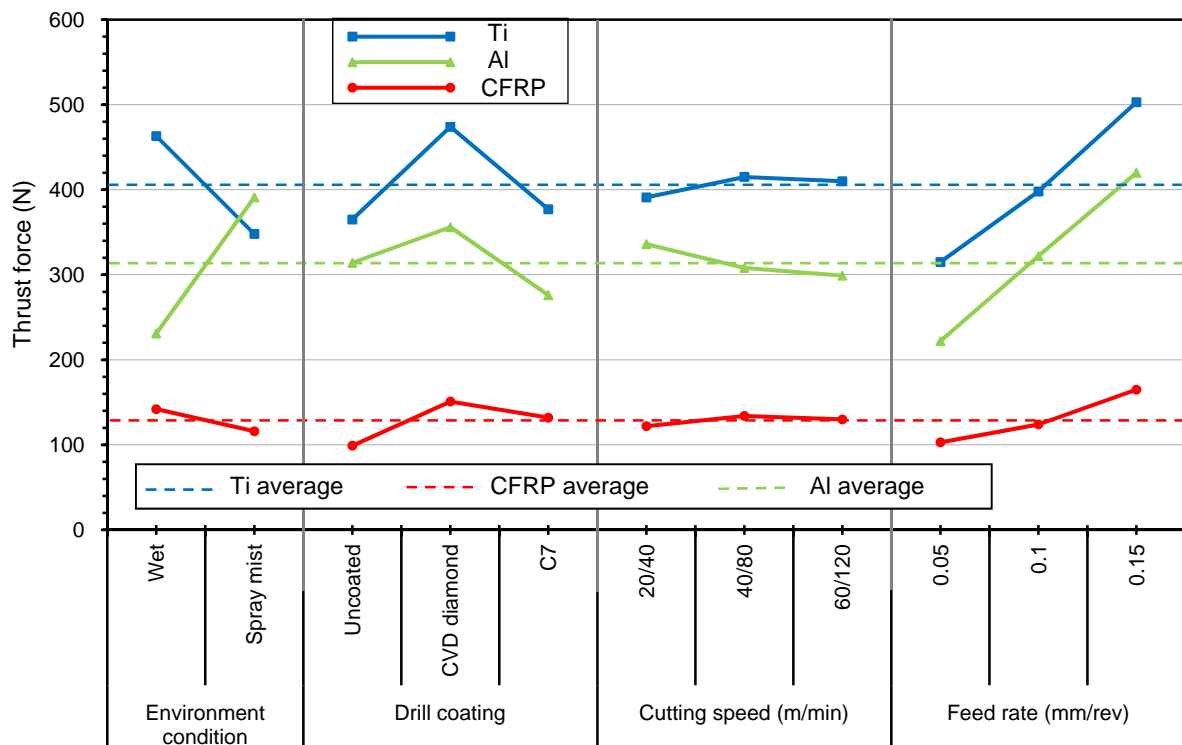 600
500
400
300
200
100
0
Thrust force (N)
Ti
Al
CFRP
Ti average
CFRP average
Al average
Wet
Spray mist
Uncoated
CVD diamond
C7
20/40
40/80
60/120
0.05
0.1
0.15
Environment
condition
Drill coating
Cutting speed (m/min)
Feed rate (mm/rev)